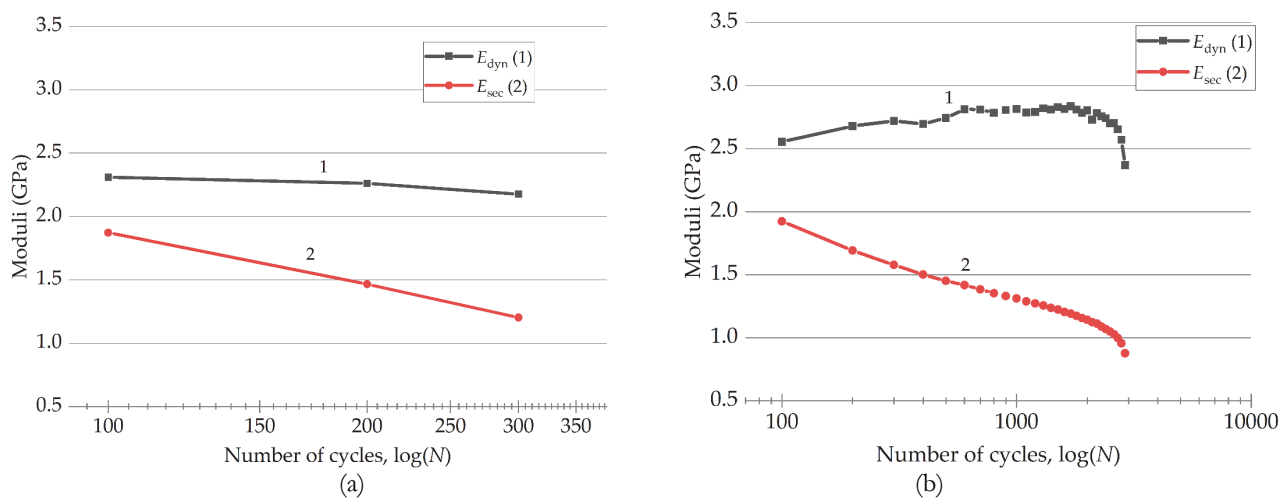 3.5
3.0
2.5
2.0
1.5
1.0
0.5
Moduli (GPa)
E_dyn (1)
E_sec (2)
1
2
100
150
200
250
300
350
Number of cycles, log(N)
(a)
3.5
3.0
2.5
2.0
1.5
1.0
0.5
Moduli (GPa)
E_dyn (1)
E_sec (2)
1
2
100
1000
10000
Number of cycles, log(N)
(b)